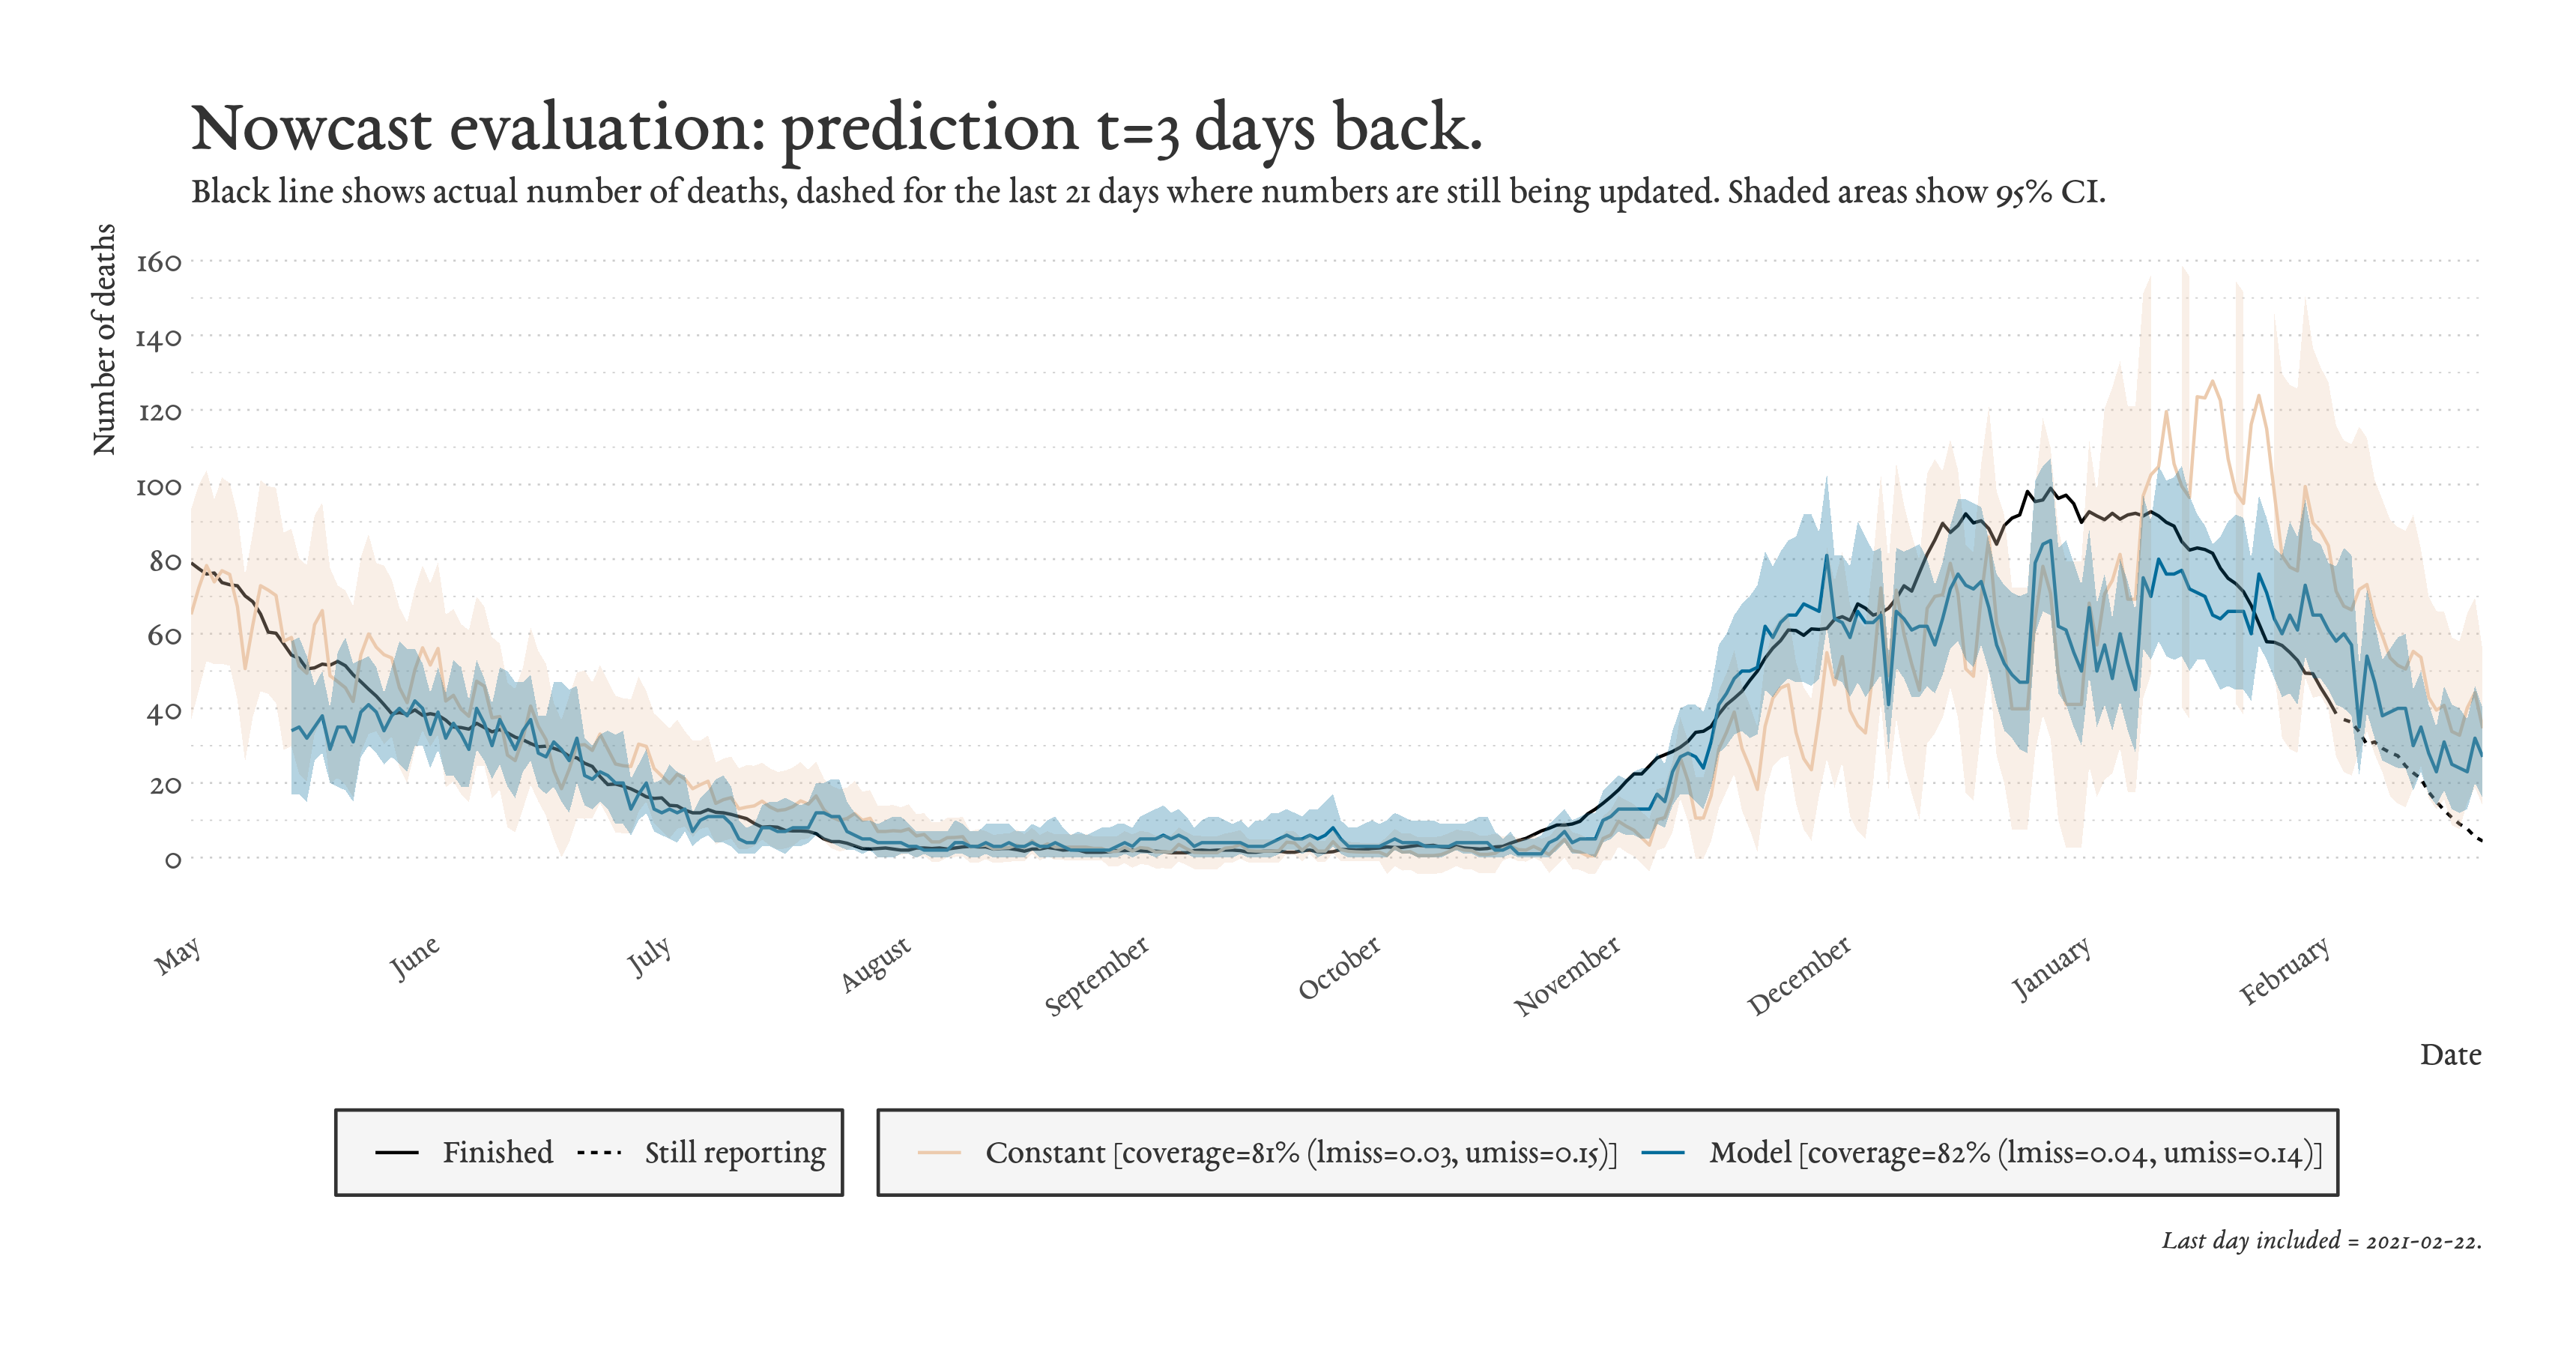 Nowcast evaluation: prediction t=3 days back.
Black line shows actual number of deaths, dashed for the last 21 days where numbers are still being updated. Shaded areas show 95% CI.
Number of deaths
160
140
120
100
80
60
40
20
0
May
June
July
August
September
October
November
December
January
February
Date
Finished
Still reporting
Constant [coverage=81% (lmiss=0.03, umiss=0.15)]
Model [coverage=82% (lmiss=0.04, umiss=0.14)]
Last day included = 2021-02-22.